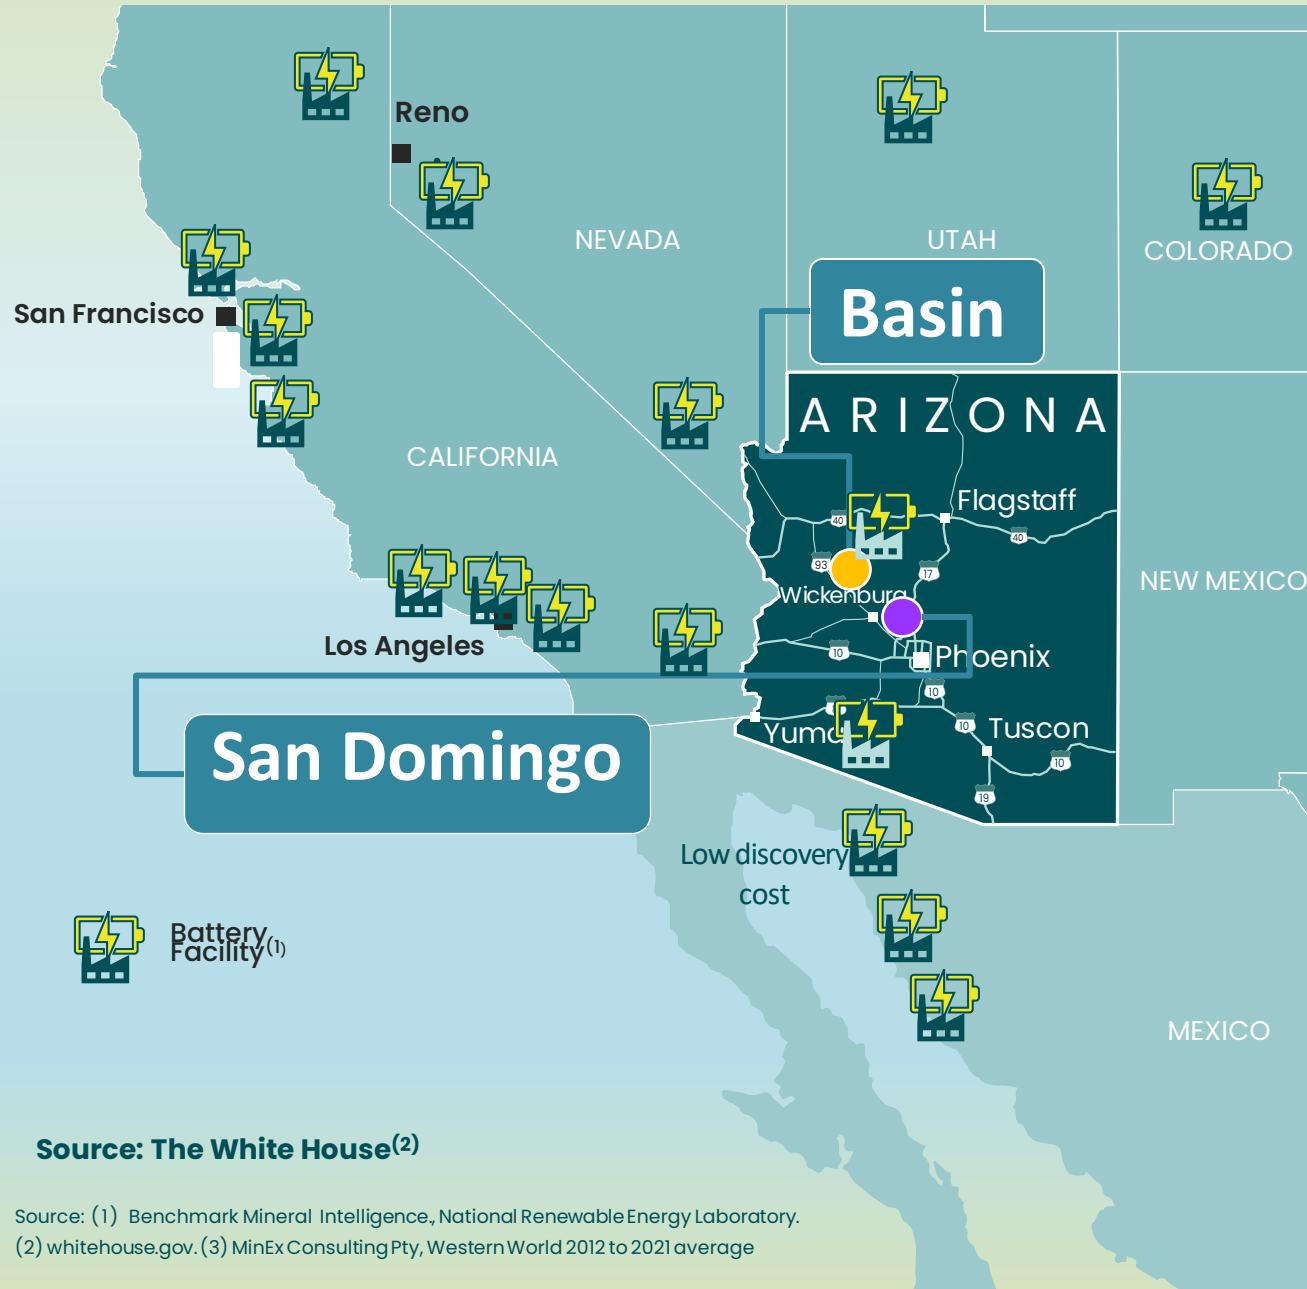 Reno
NEVADA
UTAH
COLORADO
San Francisco
Basin
ARIZONA
CALIFORNIA
Flagstaff
40
40
93
17
Wickenburg
NEW MEXICO
Los Angeles
10
Phoenix
10
San Domingo
Yuma
10
Tuscon
10
19
Low discovery
cost
Battery
Facility(1)
MEXICO
Source: The White House(2)
Source: (1) Benchmark Mineral Intelligence., National Renewable Energy Laboratory.
(2) whitehouse.gov. (3) MinEx Consulting Pty, Western World 2012 to 2021 average